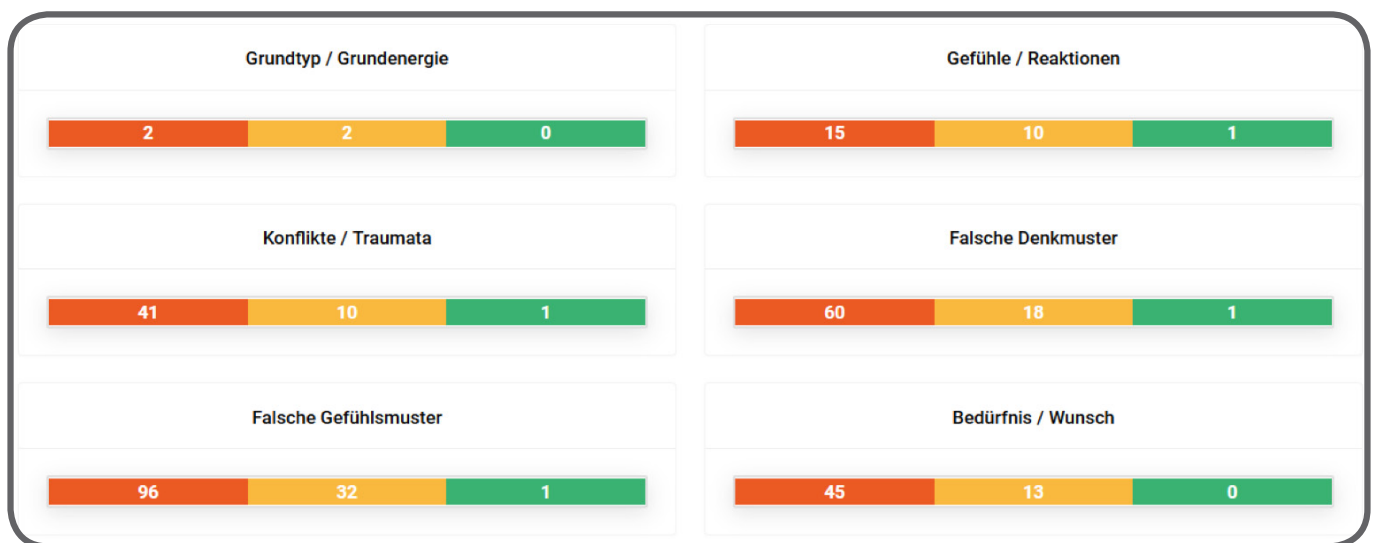 Grundtyp / Grundenergie
2 2 0
Gefühle / Reaktionen
15 10 1
Konflikte / Traumata
41 10 1
Falsche Denkmuster
60 18 1
Falsche Gefühlsmuster
96 32 1
Bedürfnis / Wunsch
45 13 0